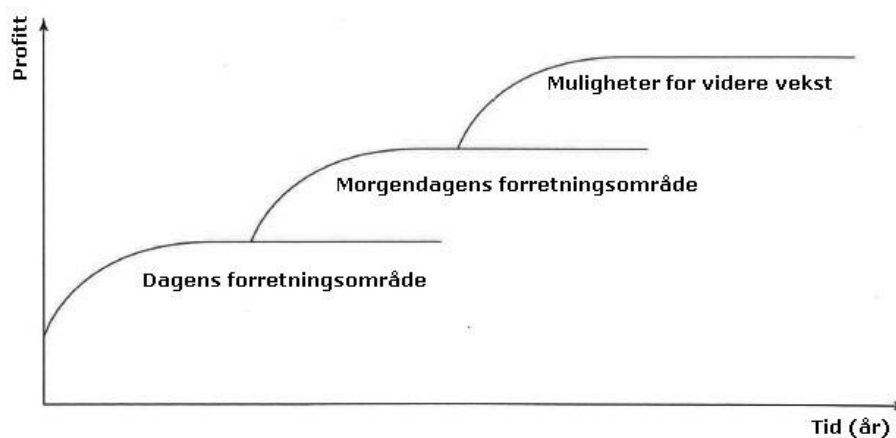 Profitt
Muligheter for videre vekst
Morgendagens forretningsområde
Dagens forretningsområde
Tid (år)